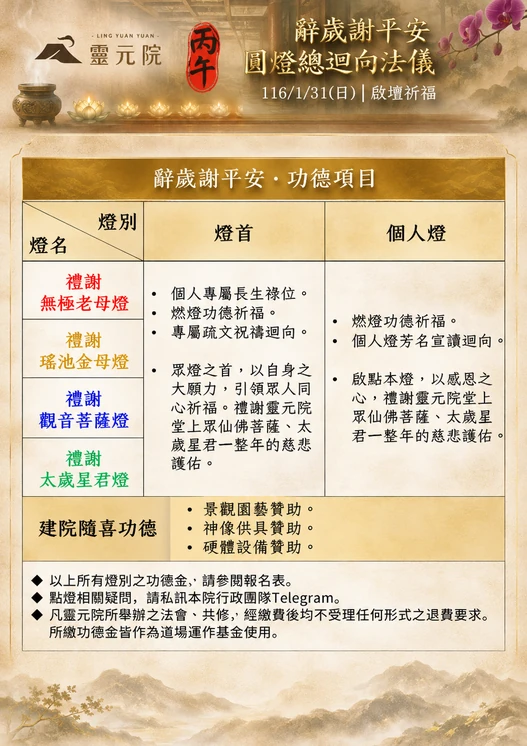 · LING YUAN YUAN ·
靈元院
丙午
辭歲謝平安
圓燈總迴向法儀
116/1/31(日)│啟壇祈福
辭歲謝平安・功德項目
燈別
燈名
燈首
個人燈
禮謝
無極老母燈
禮謝
瑤池金母燈
禮謝
觀音菩薩燈
禮謝
太歲星君燈
• 個人專屬長生祿位。
• 燃燈功德祈福。
• 專屬疏文祝禱迴向。
• 眾燈之首，以自身之
大願力，引領眾人同
心祈福。禮謝靈元院
堂上眾仙佛菩薩、太
歲星君一整年的慈悲
護佑。
• 燃燈功德祈福。
• 個人燈芳名宣讀迴向。
• 啟點本燈，以感恩之
心，禮謝靈元院堂上
眾仙佛菩薩、太歲星
君一整年的慈悲護佑。
建院隨喜功德
• 景觀園藝贊助。
• 神像供具贊助。
• 硬體設備贊助。
◆ 以上所有燈別之功德金，請參閱報名表。
◆ 點燈相關疑問，請私訊本院行政團隊Telegram。
◆ 凡靈元院所舉辦之法會、共修，經繳費後均不受理任何形式之退費要求。
所繳功德金皆作為道場運作基金使用。